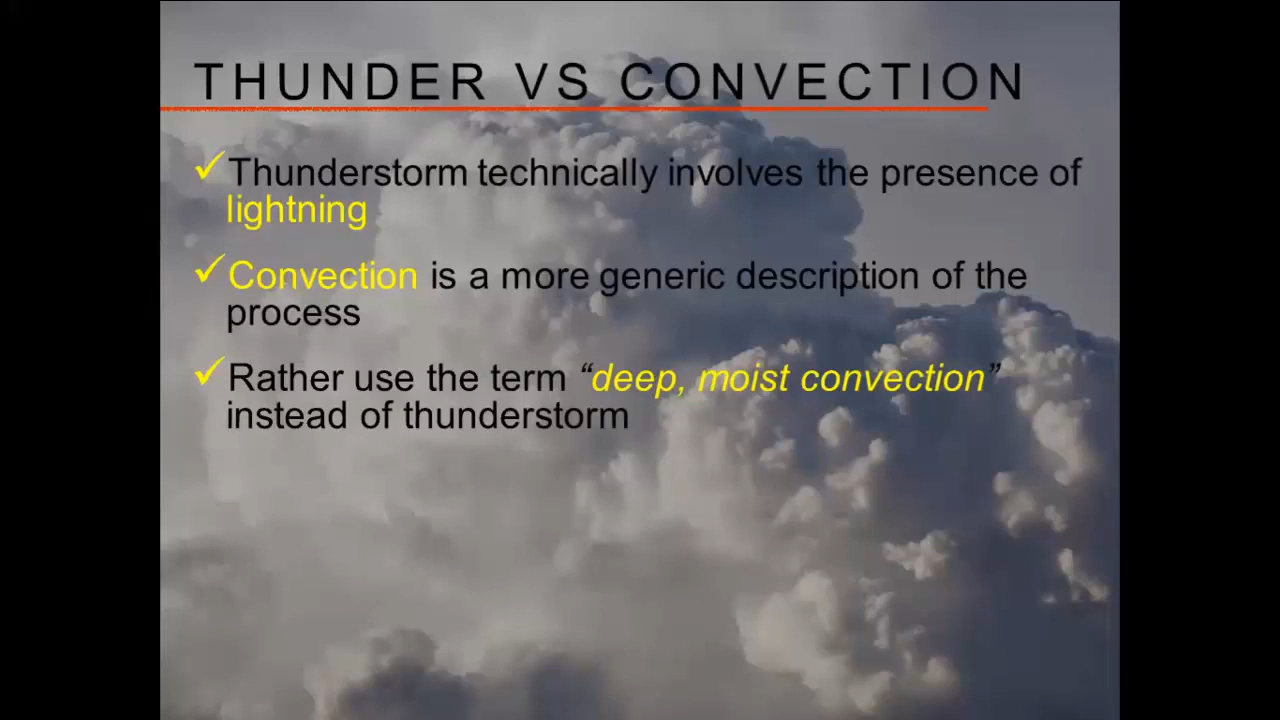 THUNDER VS CONVECTION
Thunderstorm technically involves the presence of
lightning
Convection is a more generic description of the
process
Rather use the term “deep, moist convection”
instead of thunderstorm